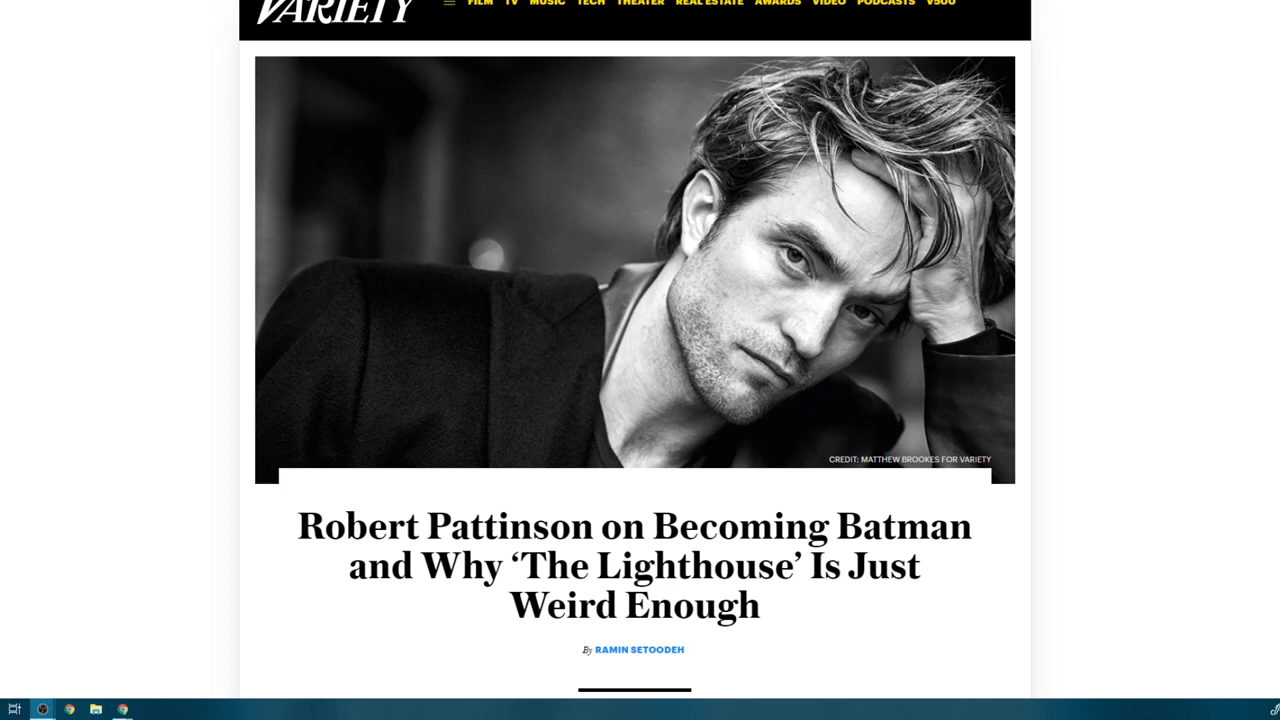 VARIETY
FILM TV MUSIC TECH THEATER REAL ESTATE AWARDS VIDEO PODCASTS V500
CREDIT: MATTHEW BROOKES FOR VARIETY
Robert Pattinson on Becoming Batman
and Why ‘The Lighthouse’ Is Just
Weird Enough
By RAMIN SETOODEH